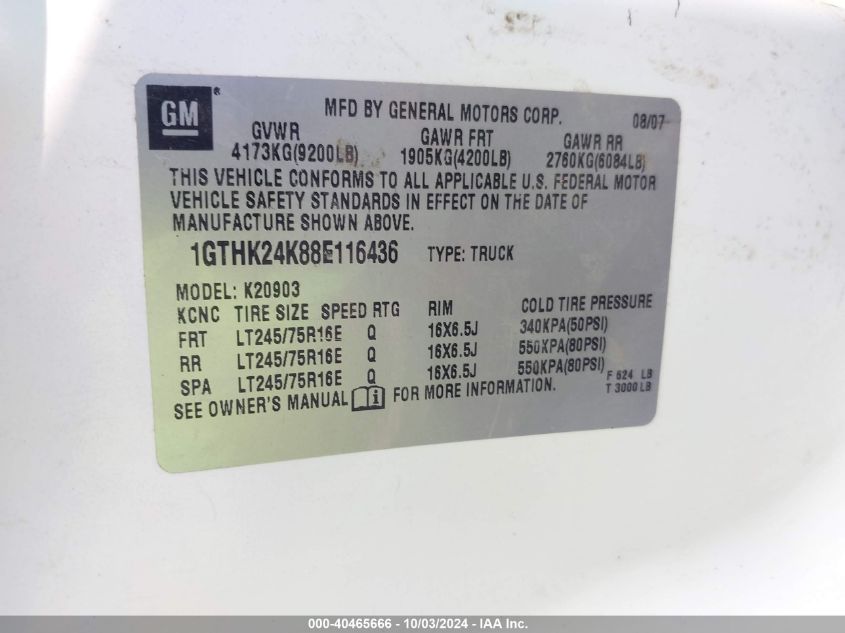 GM
MFD BY GENERAL MOTORS CORP. 08/07
GVWR GAWR FRT GAWR RR
4173KG(9200LB) 1905KG(4200LB) 2760KG(6084LB)
THIS VEHICLE CONFORMS TO ALL APPLICABLE U.S. FEDERAL MOTOR
VEHICLE SAFETY STANDARDS IN EFFECT ON THE DATE OF
MANUFACTURE SHOWN ABOVE.
1GTHK24K88E116436 TYPE: TRUCK
MODEL: K20903
KCNC TIRE SIZE SPEED RTG RIM COLD TIRE PRESSURE
FRT LT245/75R16E Q 16X6.5J 340KPA(50PSI)
RR LT245/75R16E Q 16X6.5J 550KPA(80PSI)
SPA LT245/75R16E Q 16X6.5J 550KPA(80PSI)
F 624 LB
T 3000 LB
SEE OWNER'S MANUAL i FOR MORE INFORMATION.
000-40465666 - 10/03/2024 - IAA Inc.